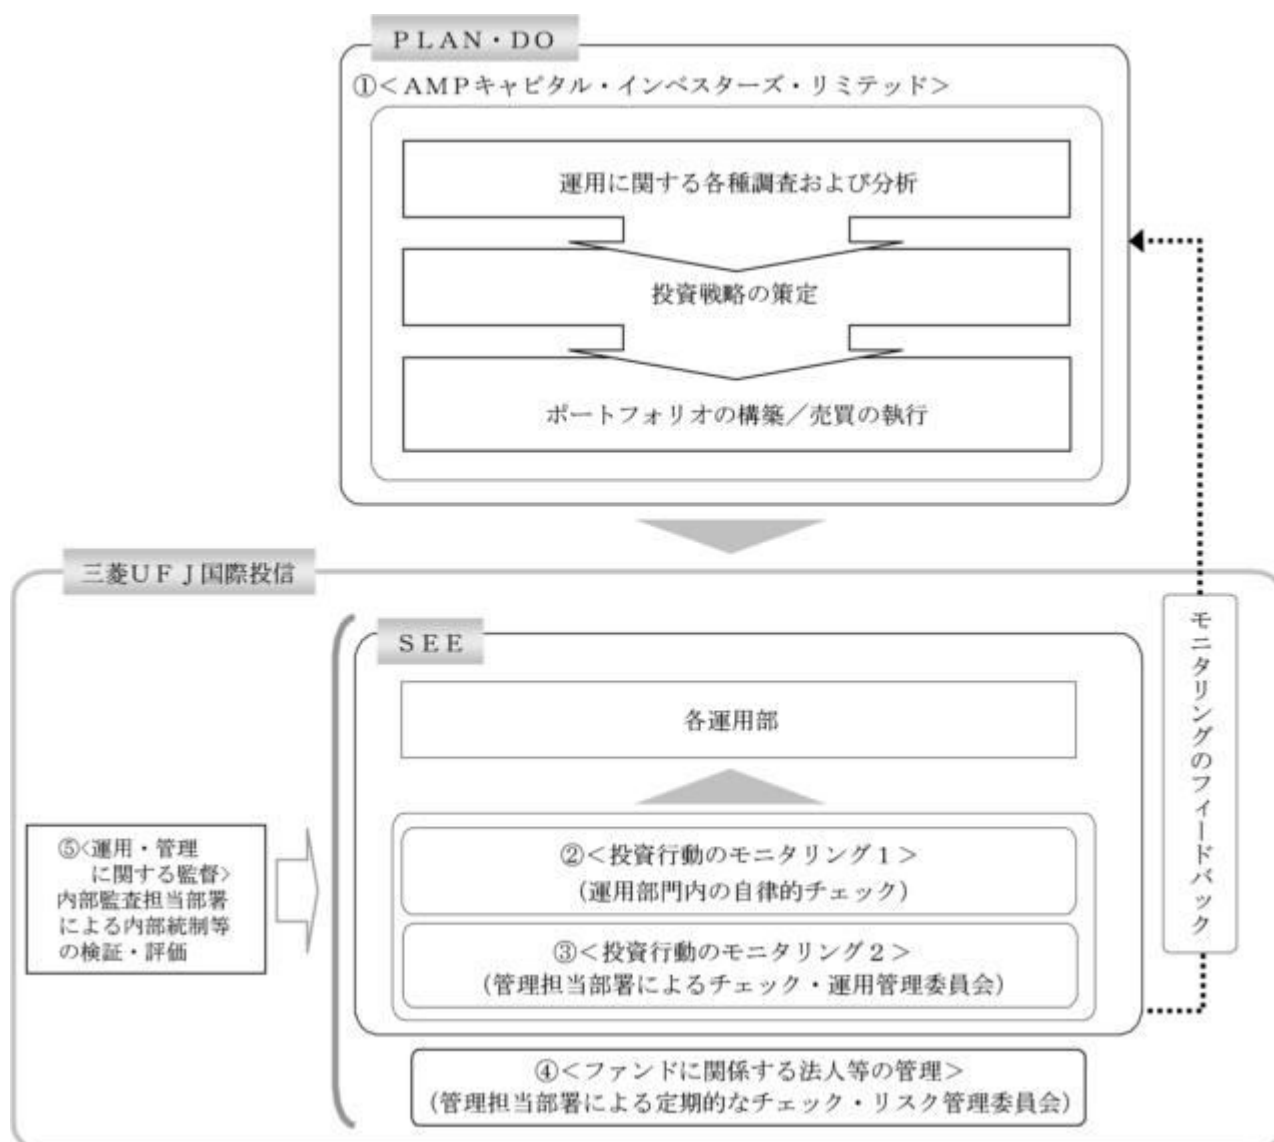 PLAN・DO
①<AMPキャピタル・インベスターズ・リミテッド>
運用に関する各種調査および分析
投資戦略の策定
ポートフォリオの構築/売買の執行
三菱UFJ国際投信
SEE
各運用部
②<投資行動のモニタリング1>
(運用部門内の自律的チェック)
③<投資行動のモニタリング2>
(管理担当部署によるチェック・運用管理委員会)
④<ファンドに関係する法人等の管理>
(管理担当部署による定期的なチェック・リスク管理委員会)
⑤<運用・管理
に関する監督>
内部監査担当部署
による内部統制等
の検証・評価
モニタリングのフィードバック